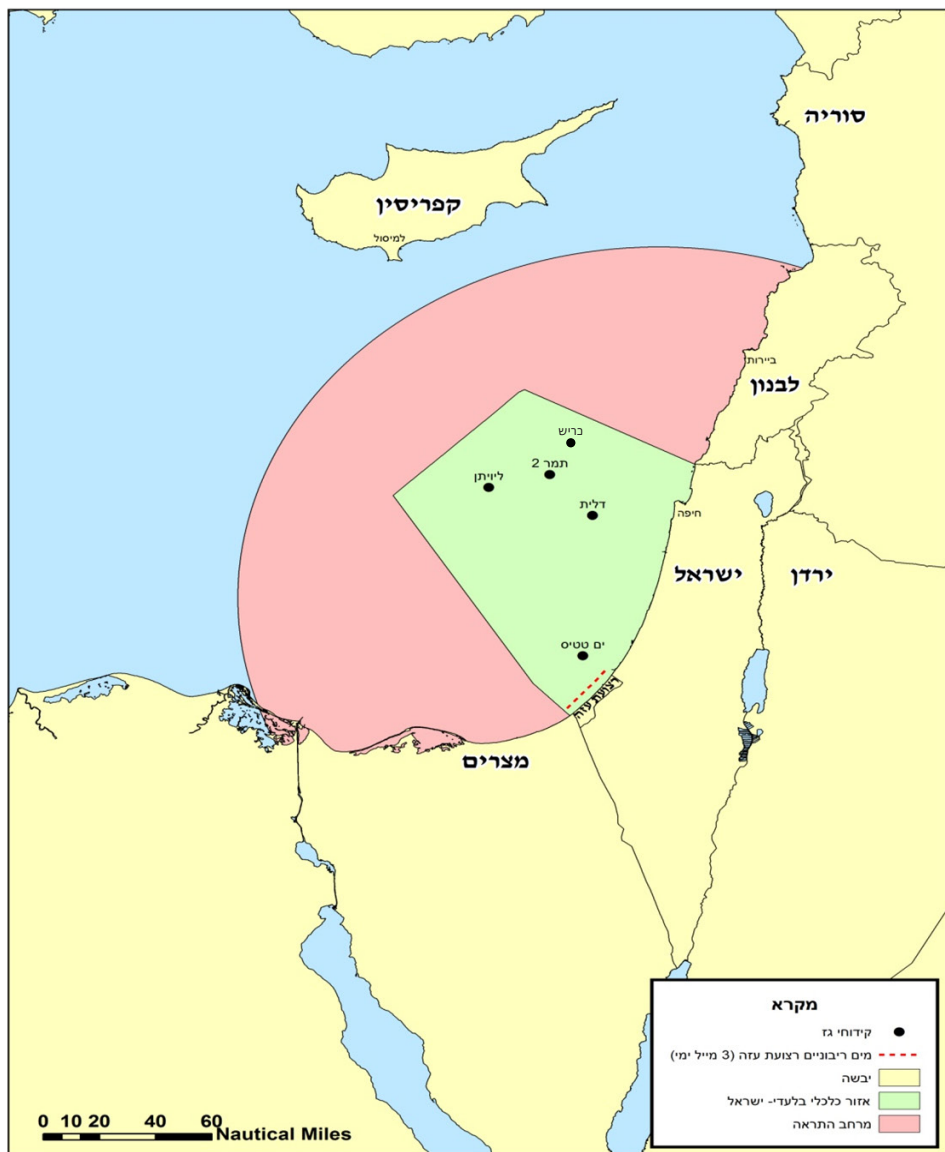 סוריה
קפריסין
למיסול
ביירות
לבנון
כריש
תמר 2
לויתן
דלית
חיפה
ישראל
ירדן
ים טטיס
רצועת עזה
מצרים
מקרא
קידוחי גז
מים ריבוניים רצועת עזה (3 מייל ימי)
יבשה
אזור כלכלי בלעדי- ישראל
מרחב התראה
0 10 20 40 60 Nautical Miles